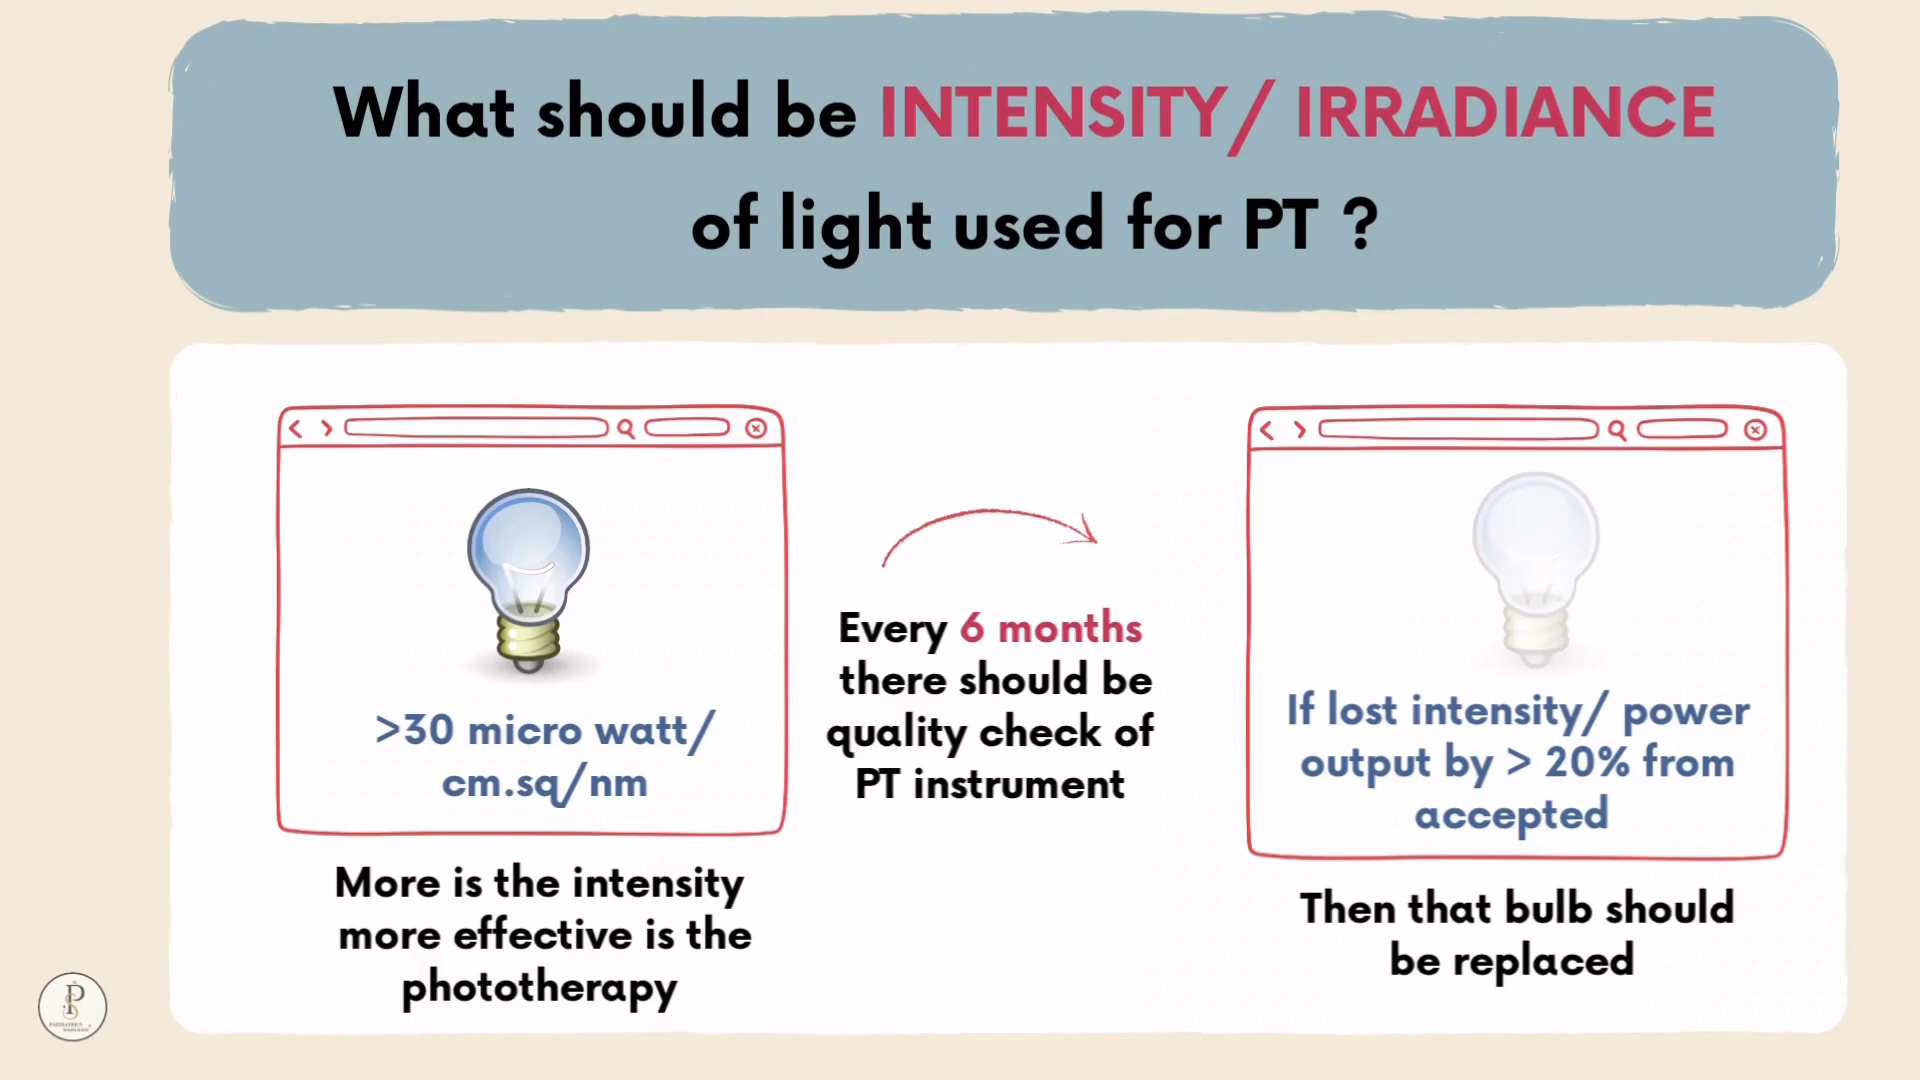 What should be INTENSITY/ IRRADIANCE
of light used for PT ?
>30 micro watt/
cm.sq/nm
More is the intensity
more effective is the
phototherapy
Every 6 months
there should be
quality check of
PT instrument
If lost intensity/ power
output by > 20% from
accepted
Then that bulb should
be replaced
PS
PAEDIATRICS